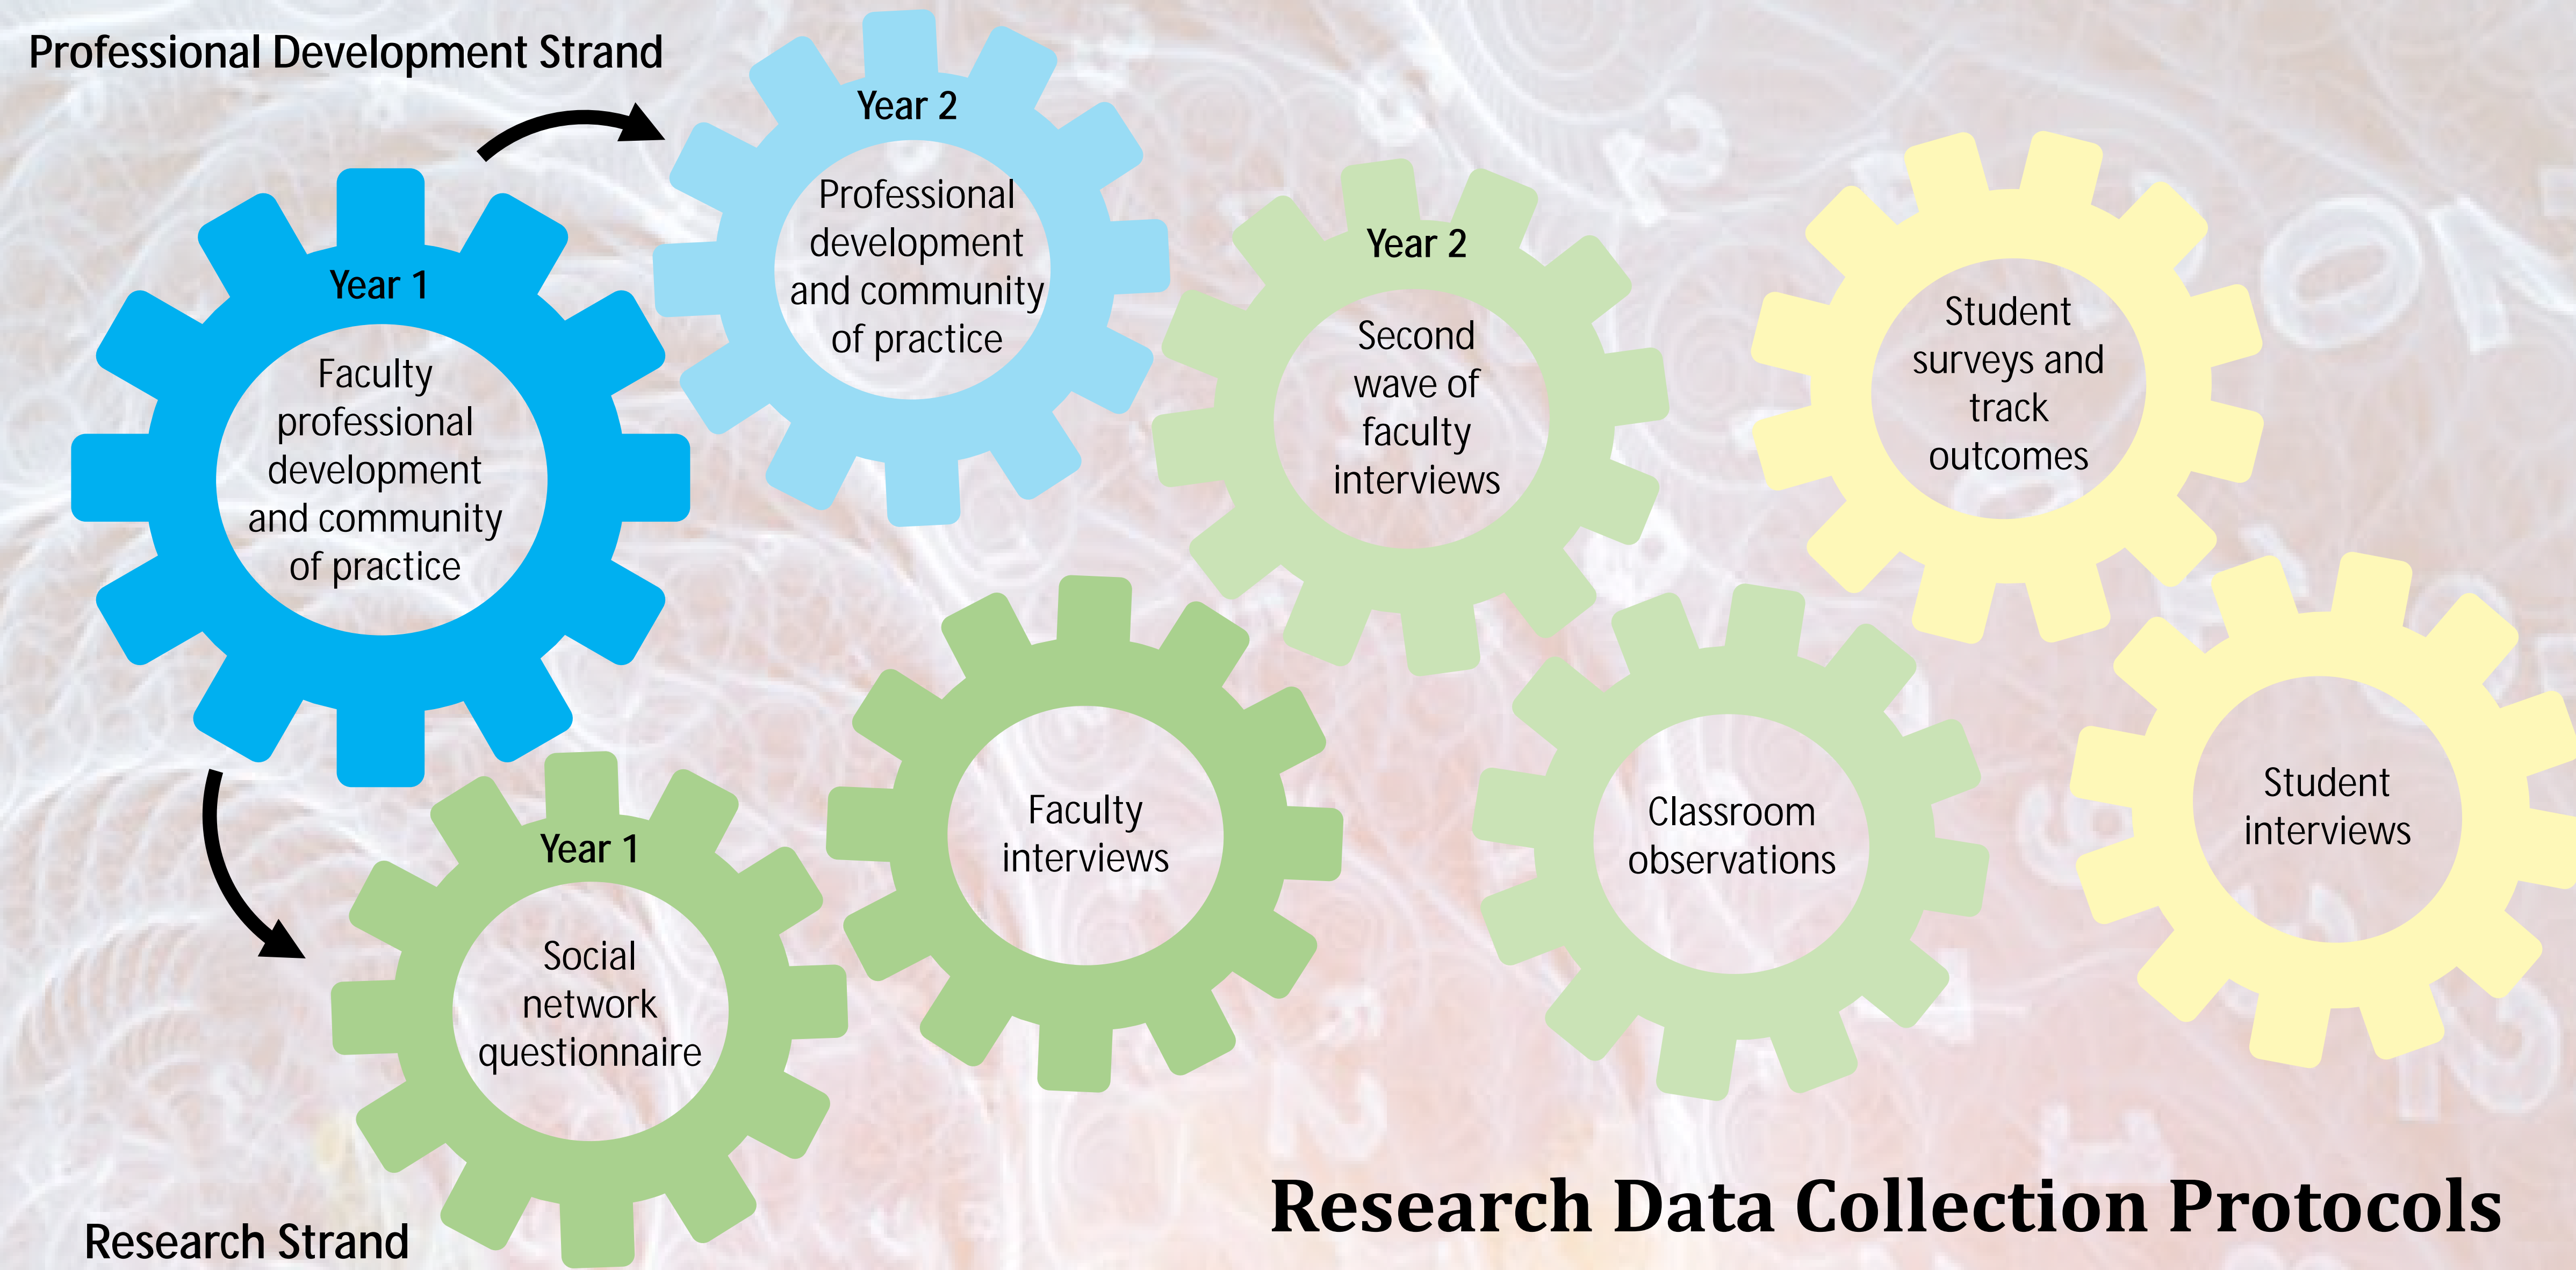 Professional Development Strand
Year 1
Faculty
professional
development
and community
of practice
Year 2
Professional
development
and community
of practice
Year 1
Social
network
questionnaire
Faculty
interviews
Year 2
Second
wave of
faculty
interviews
Classroom
observations
Student
surveys and
track
outcomes
Student
interviews
Research Strand
Research Data Collection Protocols